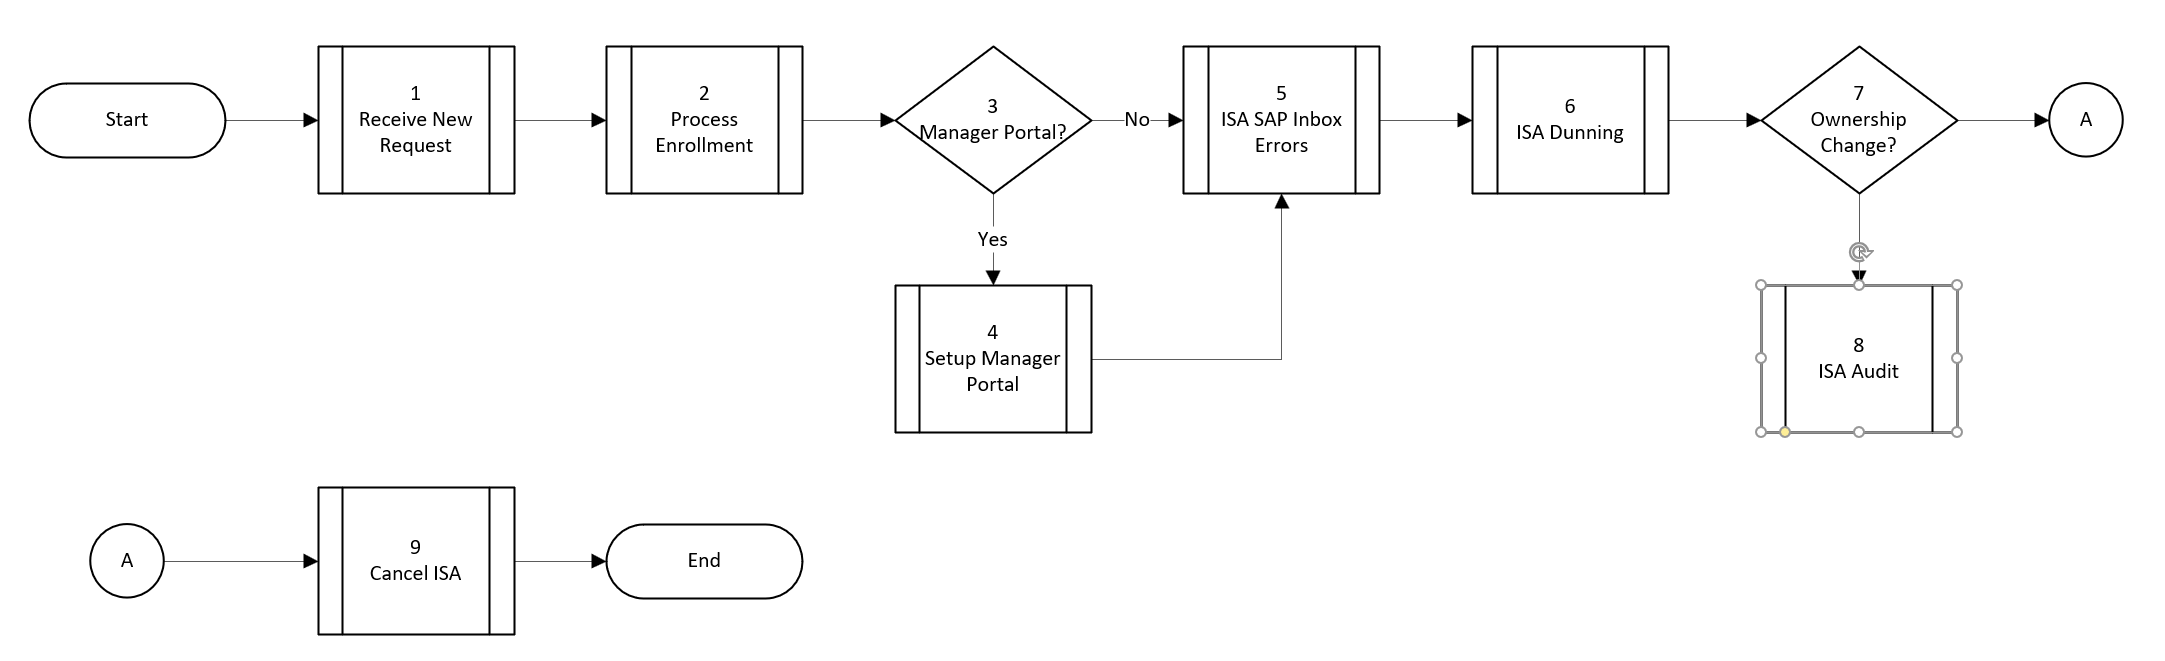 Start
1
Receive New
Request
2
Process
Enrollment
3
Manager Portal?
No
5
ISA SAP Inbox
Errors
6
ISA Dunning
7
Ownership
Change?
A
Yes
4
Setup Manager
Portal
8
ISA Audit
A
9
Cancel ISA
End